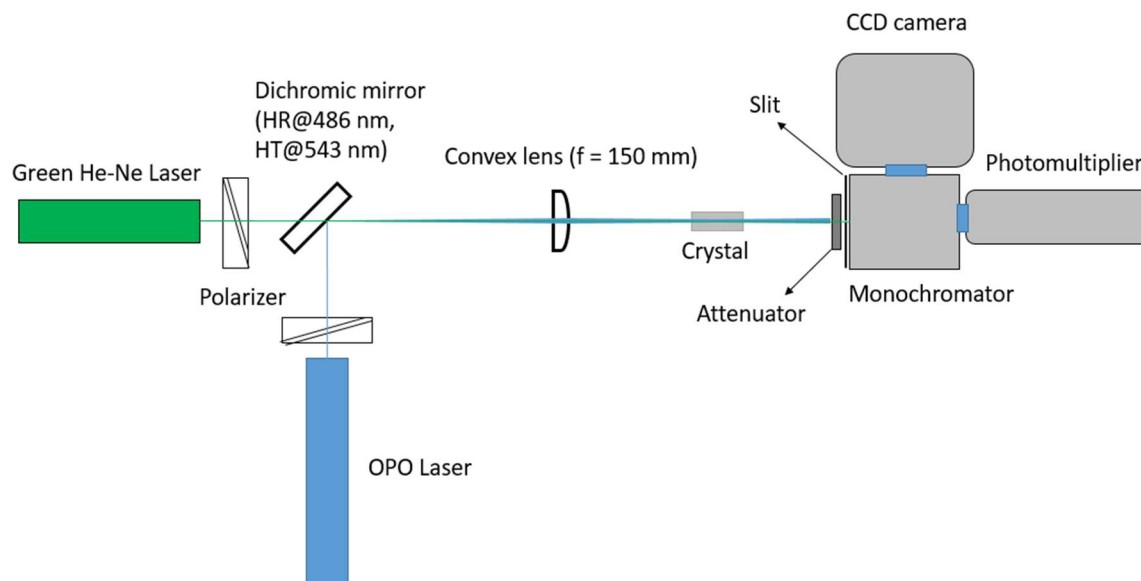 CCD camera
Slit
Dichromic mirror
(HR@486 nm,
HT@543 nm)
Convex lens (f = 150 mm)
Photomultiplier
Green He-Ne Laser
Crystal
Polarizer
Monochromator
Attenuator
OPO Laser